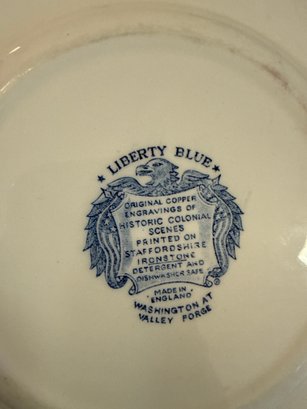 ★ LIBERTY BLUE ★
ORIGINAL COPPER
ENGRAVINGS OF
HISTORIC COLONIAL
SCENES
PRINTED ON
STAFFORDSHIRE
IRONSTONE
DETERGENT AND
DISHWASHER SAFE
MADE IN
ENGLAND
®
WASHINGTON AT
VALLEY FORGE